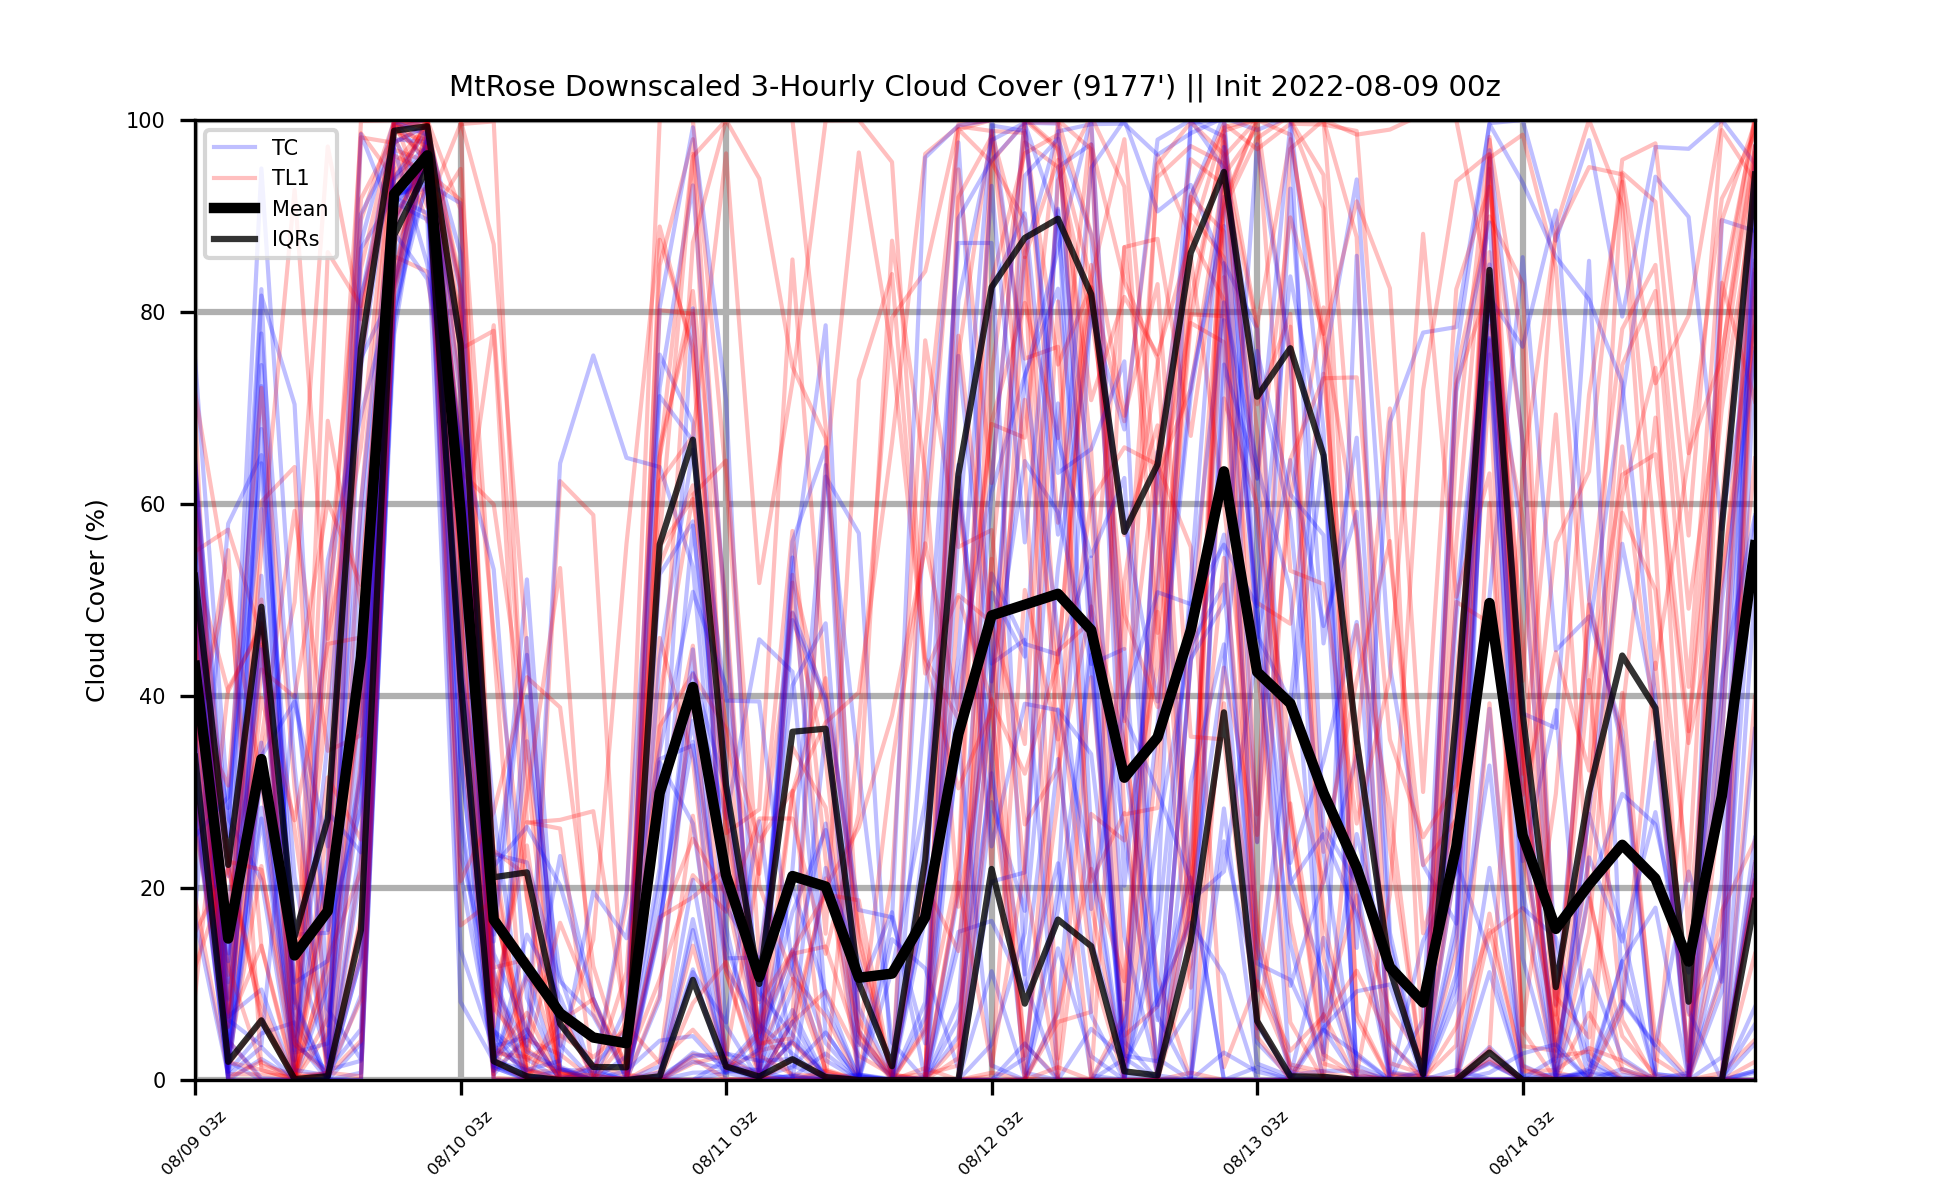 MtRose Downscaled 3-Hourly Cloud Cover (9177') || Init 2022-08-09 00z
100
80
60
40
20
0
Cloud Cover (%)
TC
TL1
Mean
IQRs
08/09 03z
08/10 03z
08/11 03z
08/12 03z
08/13 03z
08/14 03z